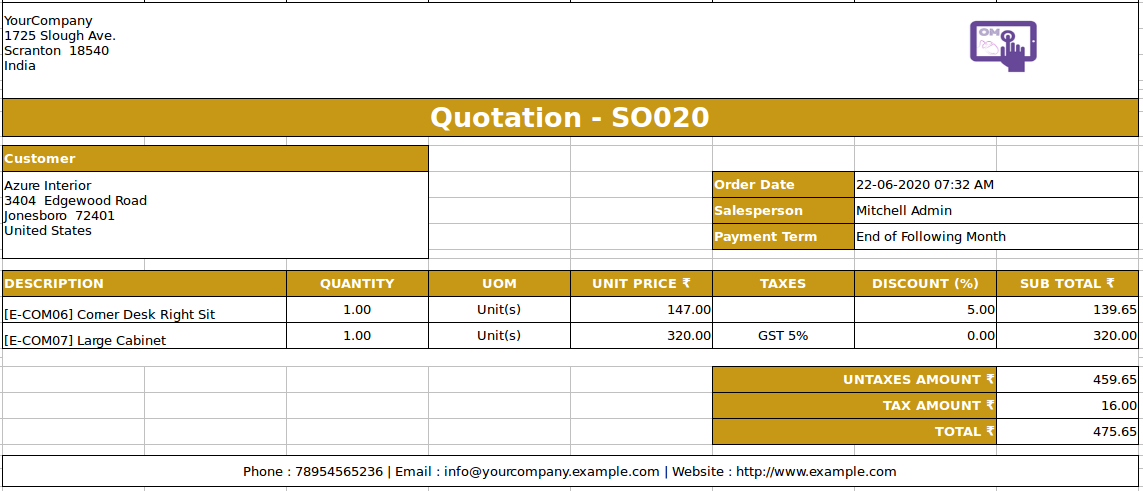 YourCompany
1725 Slough Ave.
Scranton 18540
India
OM
Quotation - SO020
Customer
Azure Interior
3404 Edgewood Road
Jonesboro 72401
United States
Order Date 22-06-2020 07:32 AM
Salesperson Mitchell Admin
Payment Term End of Following Month
DESCRIPTION QUANTITY UOM UNIT PRICE ₹ TAXES DISCOUNT (%) SUB TOTAL ₹
[E-COM06] Corner Desk Right Sit 1.00 Unit(s) 147.00 5.00 139.65
[E-COM07] Large Cabinet 1.00 Unit(s) 320.00 GST 5% 0.00 320.00
UNTAXES AMOUNT ₹ 459.65
TAX AMOUNT ₹ 16.00
TOTAL ₹ 475.65
Phone : 78954565236 | Email : info@yourcompany.example.com | Website : http://www.example.com